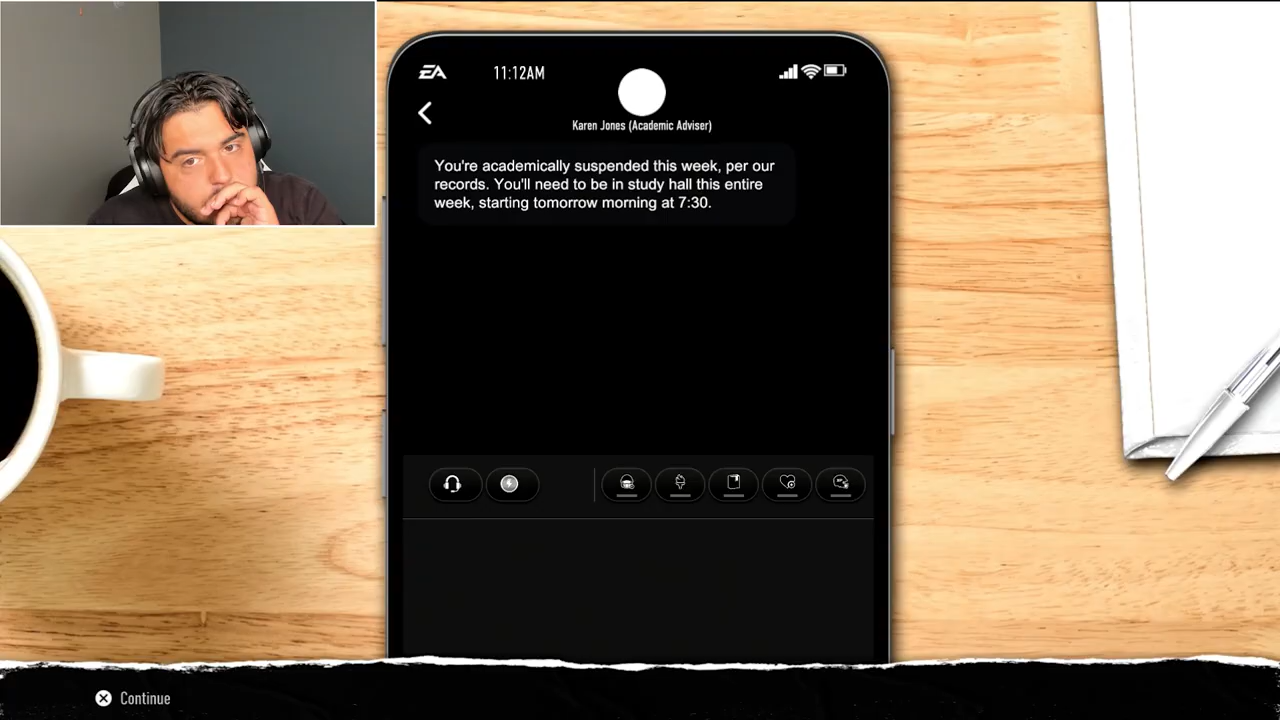 EA
11:12AM
Karen Jones (Academic Adviser)
You're academically suspended this week, per our
records. You'll need to be in study hall this entire
week, starting tomorrow morning at 7:30.
Continue